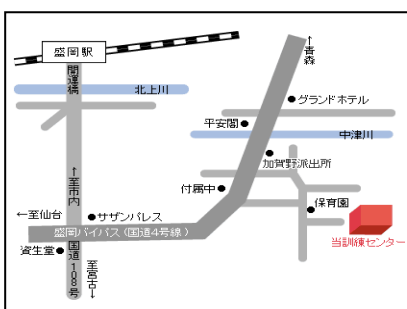 盛岡駅
開運橋
北上川
↑青森
グランドホテル
平安閣
中津川
加賀野派出所
付属中
保育園
当訓練センター
↑至市内
←至仙台
サザンパレス
盛岡バイパス(国道4号線)
資生堂
国道108号
至宮古↓